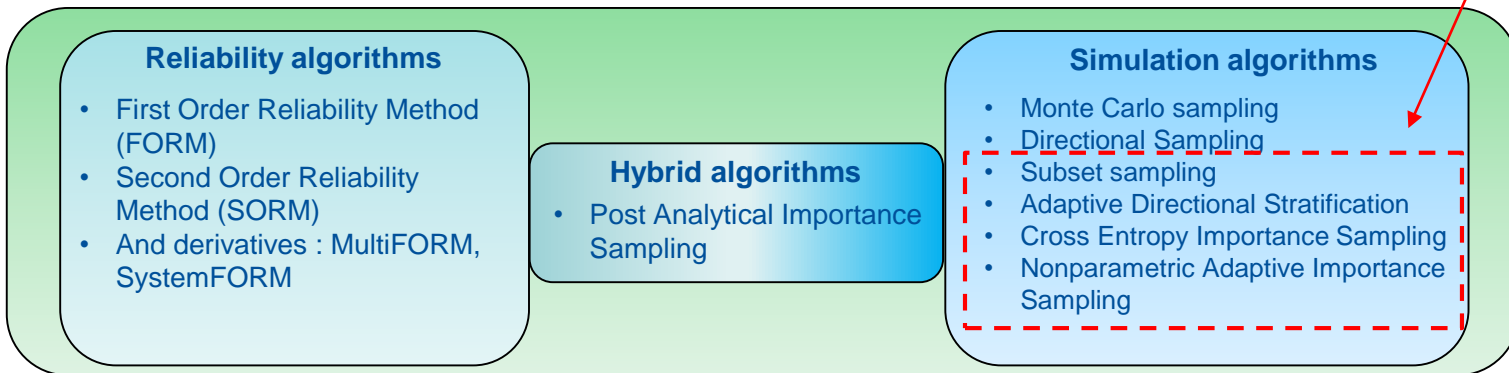 Reliability algorithms
• First Order Reliability Method
(FORM)
• Second Order Reliability
Method (SORM)
• And derivatives : MultiFORM,
SystemFORM
Hybrid algorithms
• Post Analytical Importance
Sampling
Simulation algorithms
• Monte Carlo sampling
• Directional Sampling
• Subset sampling
• Adaptive Directional Stratification
• Cross Entropy Importance Sampling
• Nonparametric Adaptive Importance
Sampling